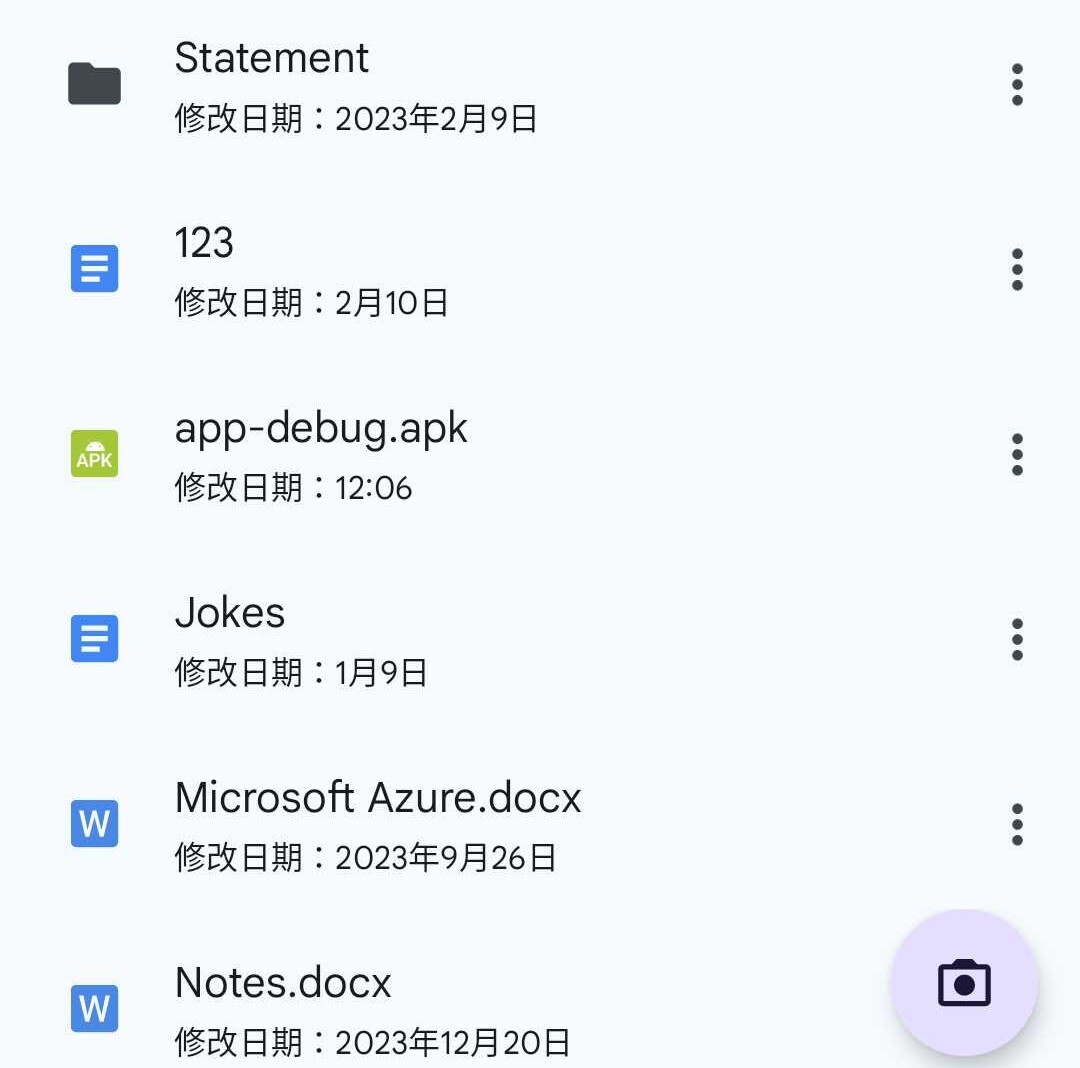 Statement
修改日期：2023年2月9日
123
修改日期：2月10日
app-debug.apk
APK
修改日期：12:06
Jokes
修改日期：1月9日
Microsoft Azure.docx
W
修改日期：2023年9月26日
Notes.docx
W
修改日期：2023年12月20日